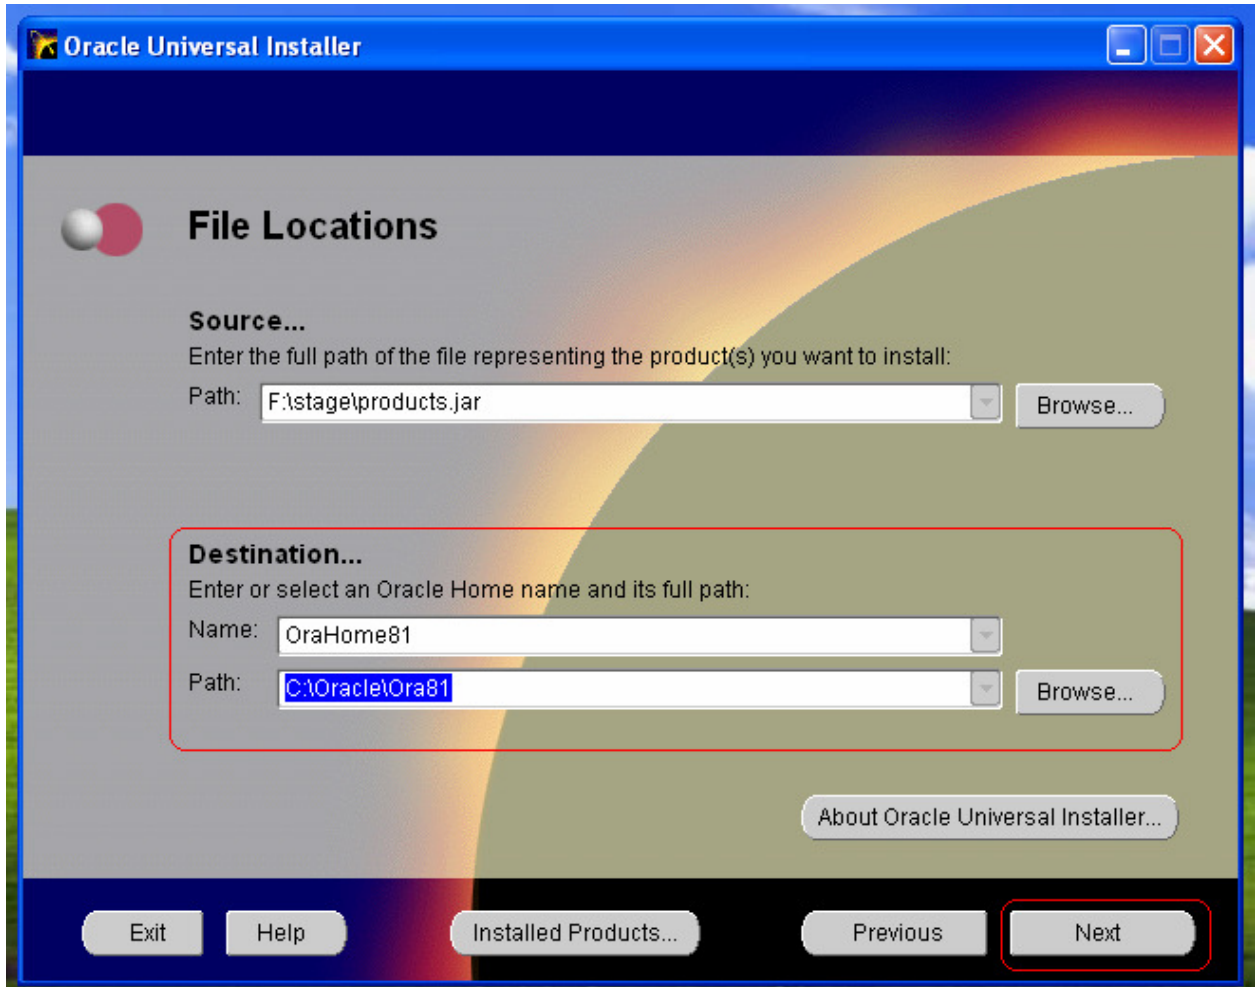 Oracle Universal Installer
File Locations
Source...
Enter the full path of the file representing the product(s) you want to install:
Path: F:\stage\products.jar Browse...
Destination...
Enter or select an Oracle Home name and its full path:
Name: OraHome81
Path: C:\Oracle\Ora81 Browse...
About Oracle Universal Installer...
Exit Help Installed Products... Previous Next